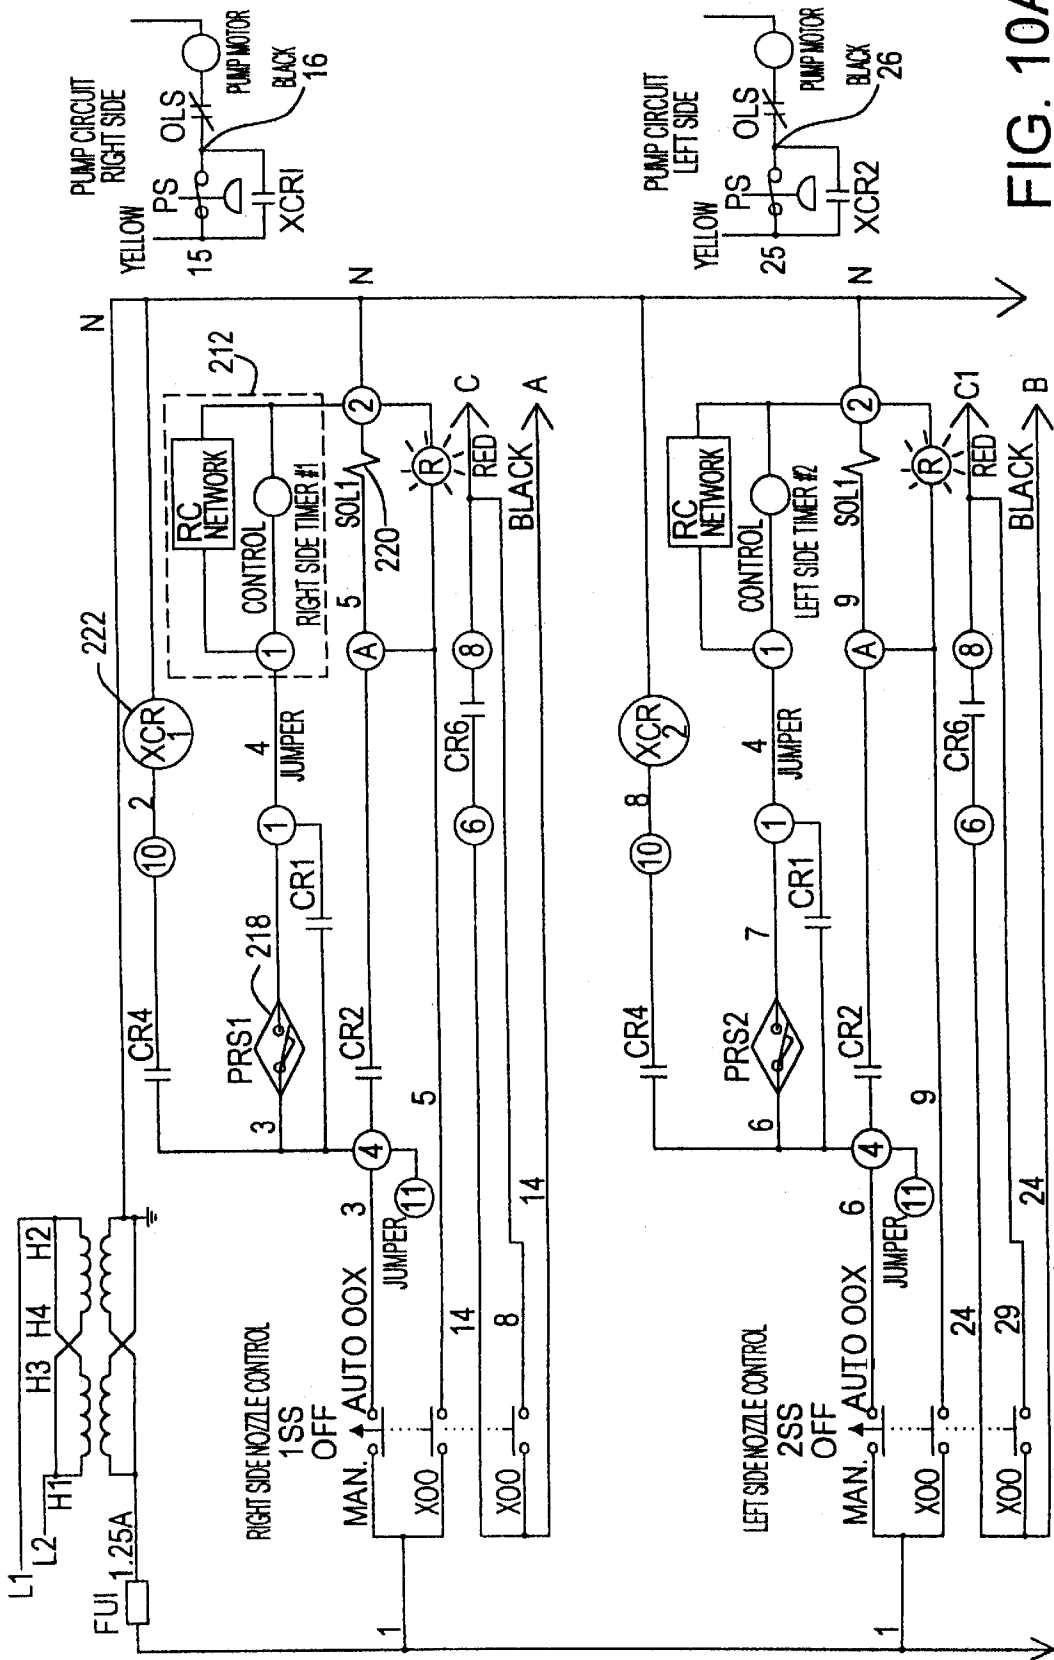 L1
L2
H1
H3
H4
H2
FUI
1.25A
N
RIGHT SIDE NOZZLE CONTROL
1SS
OFF
MAN.
AUTO OOX
XOO
XOO
1
3
JUMPER
11
4
3
CR4
10
2
XCR
1
222
PRS1
218
CR1
1
4
JUMPER
1
RC
NETWORK
CONTROL
RIGHT SIDE TIMER #1
212
CR2
A
5
SOL1
220
2
N
5
R
14
6
CR6
8
RED
C
8
14
BLACK
A
PUMP CIRCUIT
RIGHT SIDE
YELLOW
15
PS
OLS
XCR1
PUMP MOTOR
BLACK
16
LEFT SIDE NOZZLE CONTROL
2SS
OFF
MAN.
AUTO OOX
XOO
XOO
1
6
JUMPER
11
4
6
CR4
10
8
XCR
2
PRS2
7
CR1
1
4
JUMPER
1
RC
NETWORK
CONTROL
LEFT SIDE TIMER #2
CR2
A
9
SOL1
2
N
9
R
24
6
CR6
8
RED
C1
29
24
BLACK
B
PUMP CIRCUIT
LEFT SIDE
YELLOW
25
PS
OLS
XCR2
PUMP MOTOR
BLACK
26
FIG. 10A